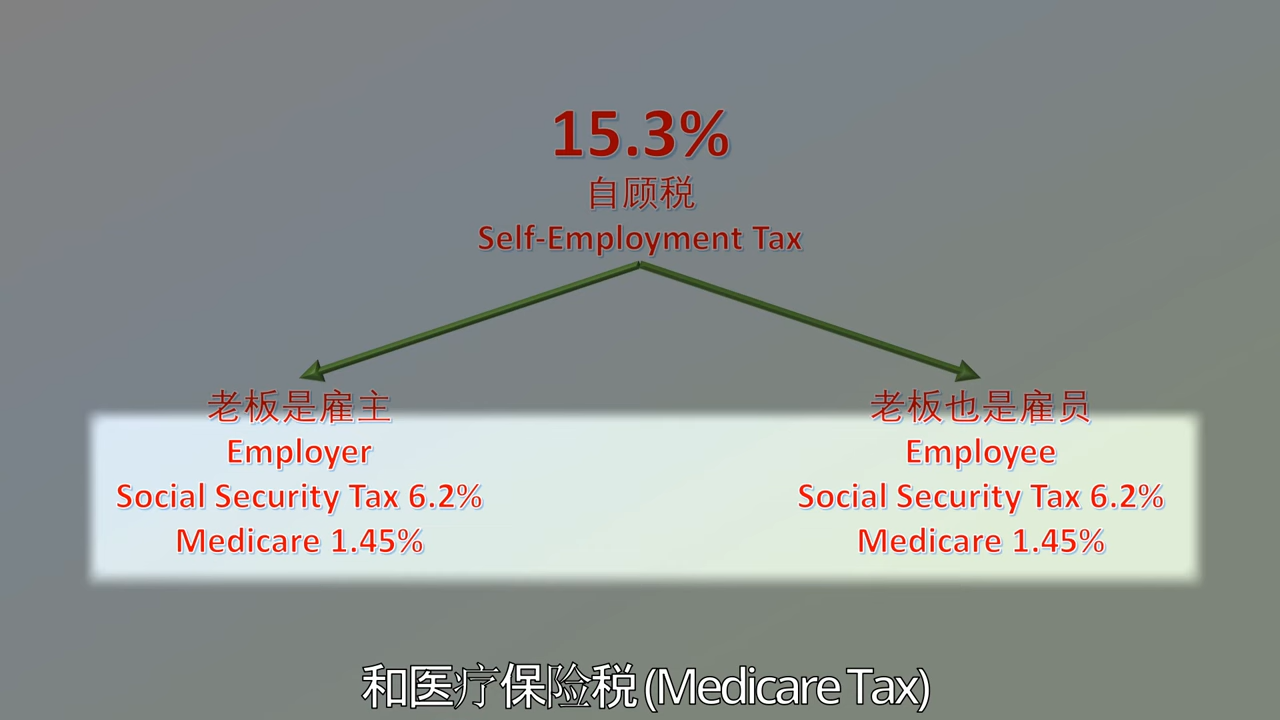 15.3%
自顾税
Self-Employment Tax
老板是雇主
Employer
Social Security Tax 6.2%
Medicare 1.45%
老板也是雇员
Employee
Social Security Tax 6.2%
Medicare 1.45%
和医疗保险税 (Medicare Tax)